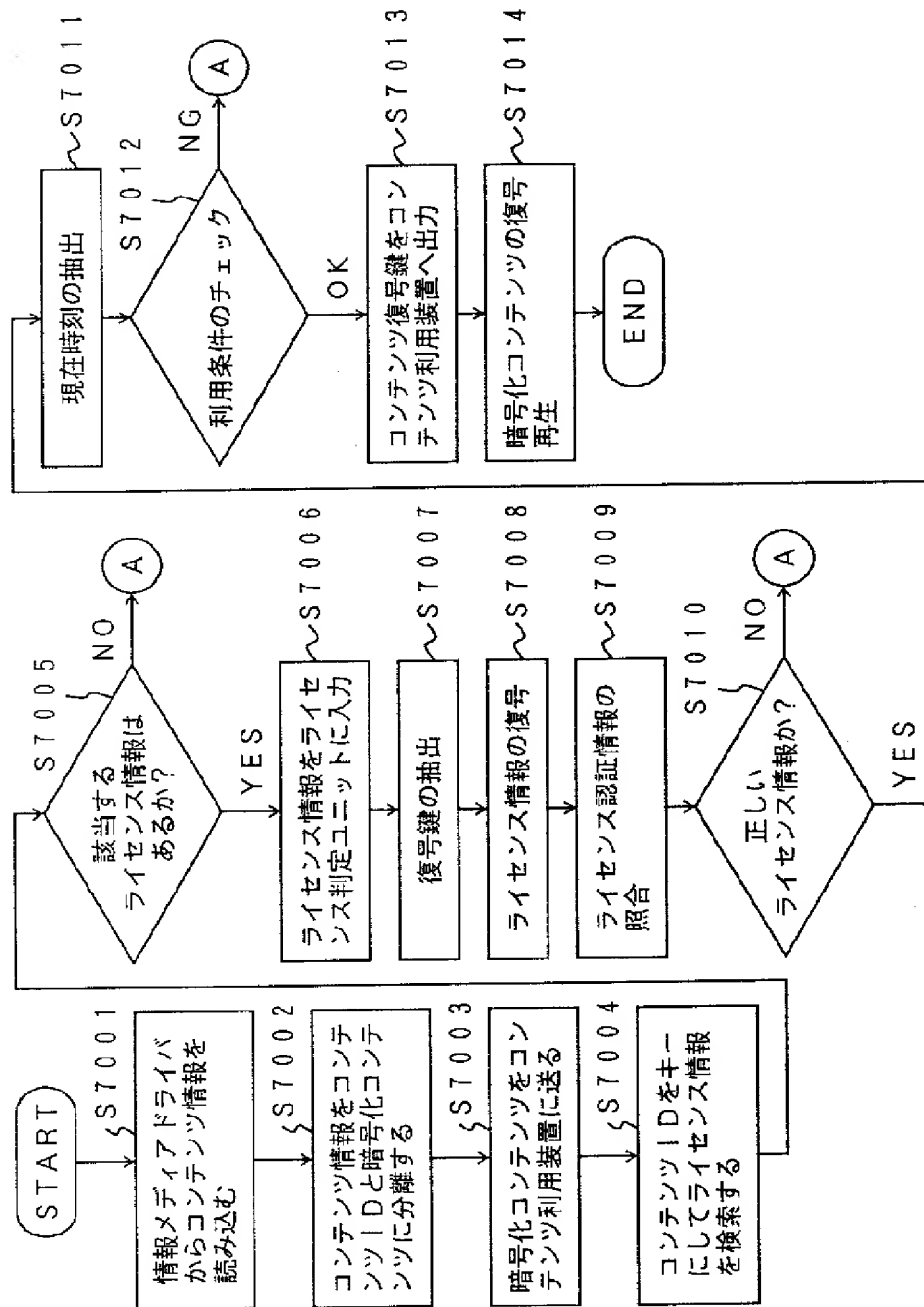 START
S7001
情報メディアドライバ
からコンテンツ情報を
読み込む
S7002
コンテンツ情報をコンテ
ンツIDと暗号化コンテ
ンツに分離する
S7003
暗号化コンテンツをコン
テンツ利用装置に送る
S7004
コンテンツIDをキー
にしてライセンス情報
を検索する
S7005
該当する
ライセンス情報は
あるか?
NO
A
YES
S7006
ライセンス情報をライセ
ンス判定ユニットに入力
S7007
復号鍵の抽出
S7008
ライセンス情報の復号
S7009
ライセンス認証情報の
照合
S7010
正しい
ライセンス情報か?
NO
A
YES
S7011
現在時刻の抽出
S7012
利用条件のチェック
NG
A
OK
S7013
コンテンツ復号鍵をコン
テンツ利用装置へ出力
S7014
暗号化コンテンツの復号
再生
END